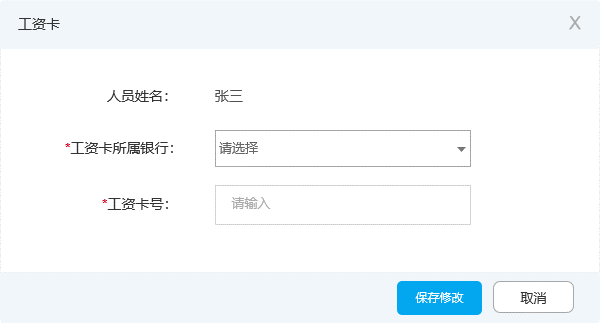 工资卡 X
人员姓名： 张三
*工资卡所属银行： 请选择
*工资卡号： 请输入
保存修改 取消